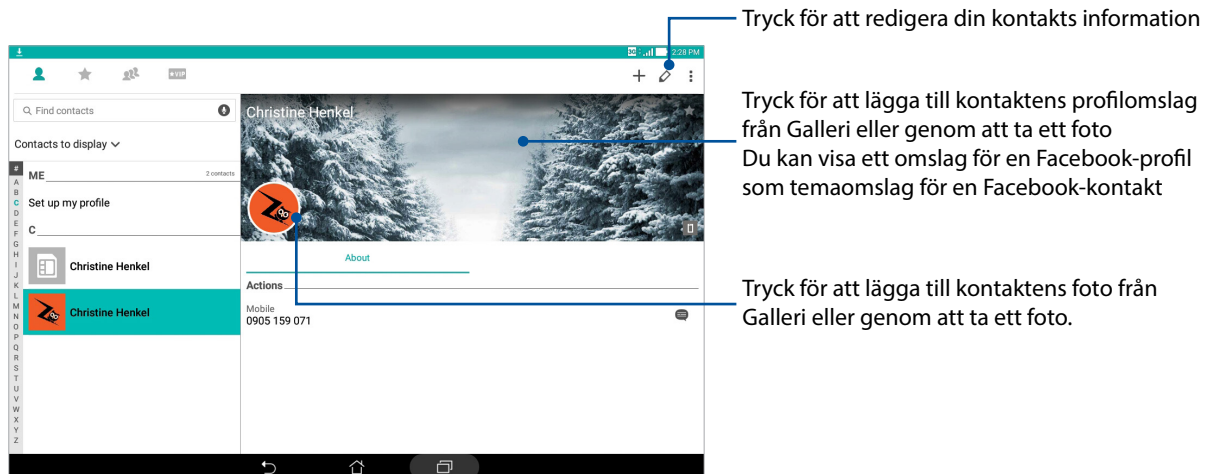 Tryck för att redigera din kontakts information
3G 2:28 PM
VIP
Find contacts
Christine Henkel
Tryck för att lägga till kontaktens profilomslag
från Galleri eller genom att ta ett foto
Du kan visa ett omslag för en Facebook-profil
som temaomslag för en Facebook-kontakt
Contacts to display
#
A
B
C
D
E
F
G
H
I
J
K
L
M
N
O
P
Q
R
S
T
U
V
W
X
Y
Z
ME 2 contacts
Set up my profile
C
Christine Henkel
Christine Henkel
About
Actions
Mobile
0905 159 071
Tryck för att lägga till kontaktens foto från
Galleri eller genom att ta ett foto.